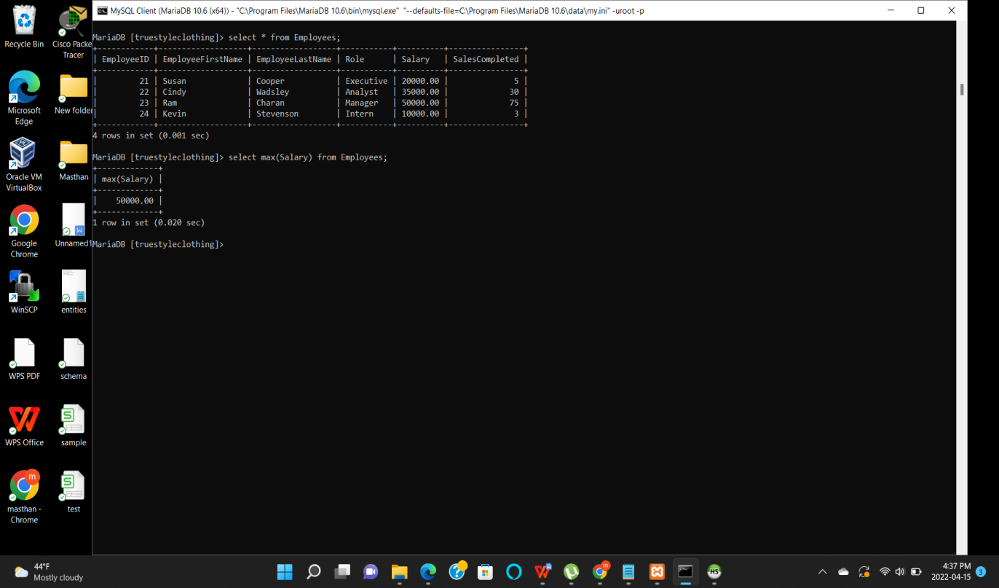 MySQL Client (MariaDB 10.6 (x64)) - "C:\Program Files\MariaDB 10.6\bin\mysql.exe" "--defaults-file=C:\Program Files\MariaDB 10.6\data\my.ini" -uroot -p
MariaDB [truestyleclothing]> select * from Employees;
+------------+-------------------+------------------+-----------+----------+----------------+
| EmployeeID | EmployeeFirstName | EmployeeLastName | Role      | Salary   | SalesCompleted |
+------------+-------------------+------------------+-----------+----------+----------------+
|         21 | Susan             | Cooper           | Executive | 20000.00 |              5 |
|         22 | Cindy             | Wadsley          | Analyst   | 35000.00 |             30 |
|         23 | Ram               | Charan           | Manager   | 50000.00 |             75 |
|         24 | Kevin             | Stevenson        | Intern    | 10000.00 |              3 |
+------------+-------------------+------------------+-----------+----------+----------------+
4 rows in set (0.001 sec)
MariaDB [truestyleclothing]> select max(Salary) from Employees;
+-------------+
| max(Salary) |
+-------------+
|    50000.00 |
+-------------+
1 row in set (0.020 sec)
MariaDB [truestyleclothing]>
Recycle Bin
Cisco Packe
Tracer
Microsoft
Edge
New folder
Oracle VM
VirtualBox
Masthan
Google
Chrome
Unnamed1
WinSCP
entities
WPS PDF
schema
WPS Office
sample
masthan -
Chrome
test
44°F
Mostly cloudy
4:37 PM
2022-04-15
3